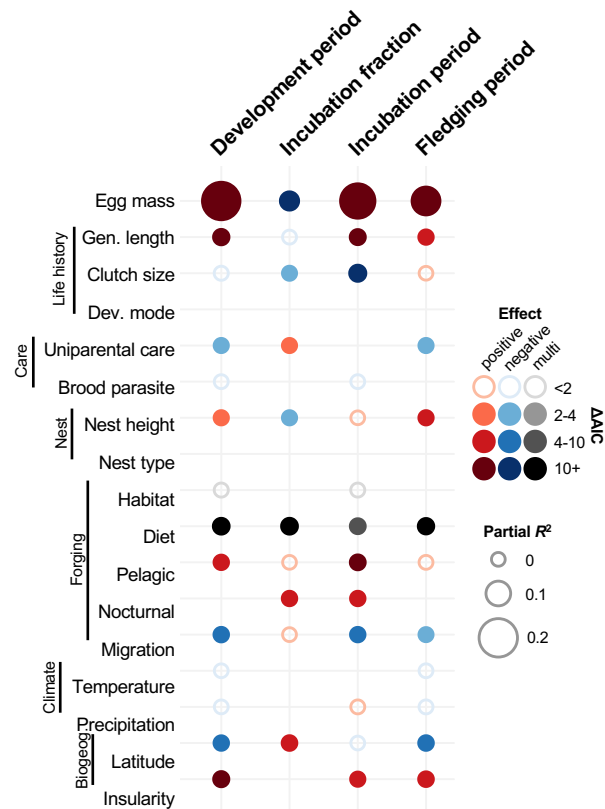 Development period
Incubation fraction
Incubation period
Fledging period
Egg mass
Life history
Gen. length
Clutch size
Dev. mode
Care
Uniparental care
Brood parasite
Nest
Nest height
Nest type
Forging
Habitat
Diet
Pelagic
Nocturnal
Migration
Climate
Temperature
Precipitation
Biogeog.
Latitude
Insularity
Effect
positive
negative
multi
<2
2-4
4-10
10+
ΔAIC
Partial R²
0
0.1
0.2